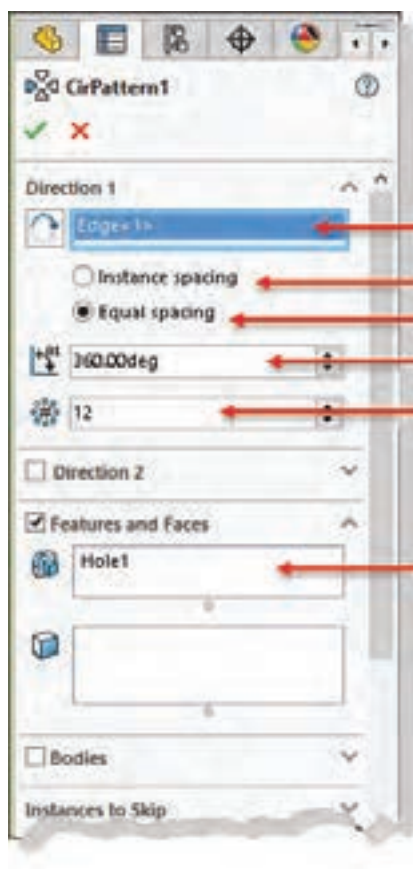 CirPattern1
Direction 1
Edge<1>
Instance spacing
Equal spacing
360.00deg
12
Direction 2
Features and Faces
Hole1
Bodies
Instances to Skip